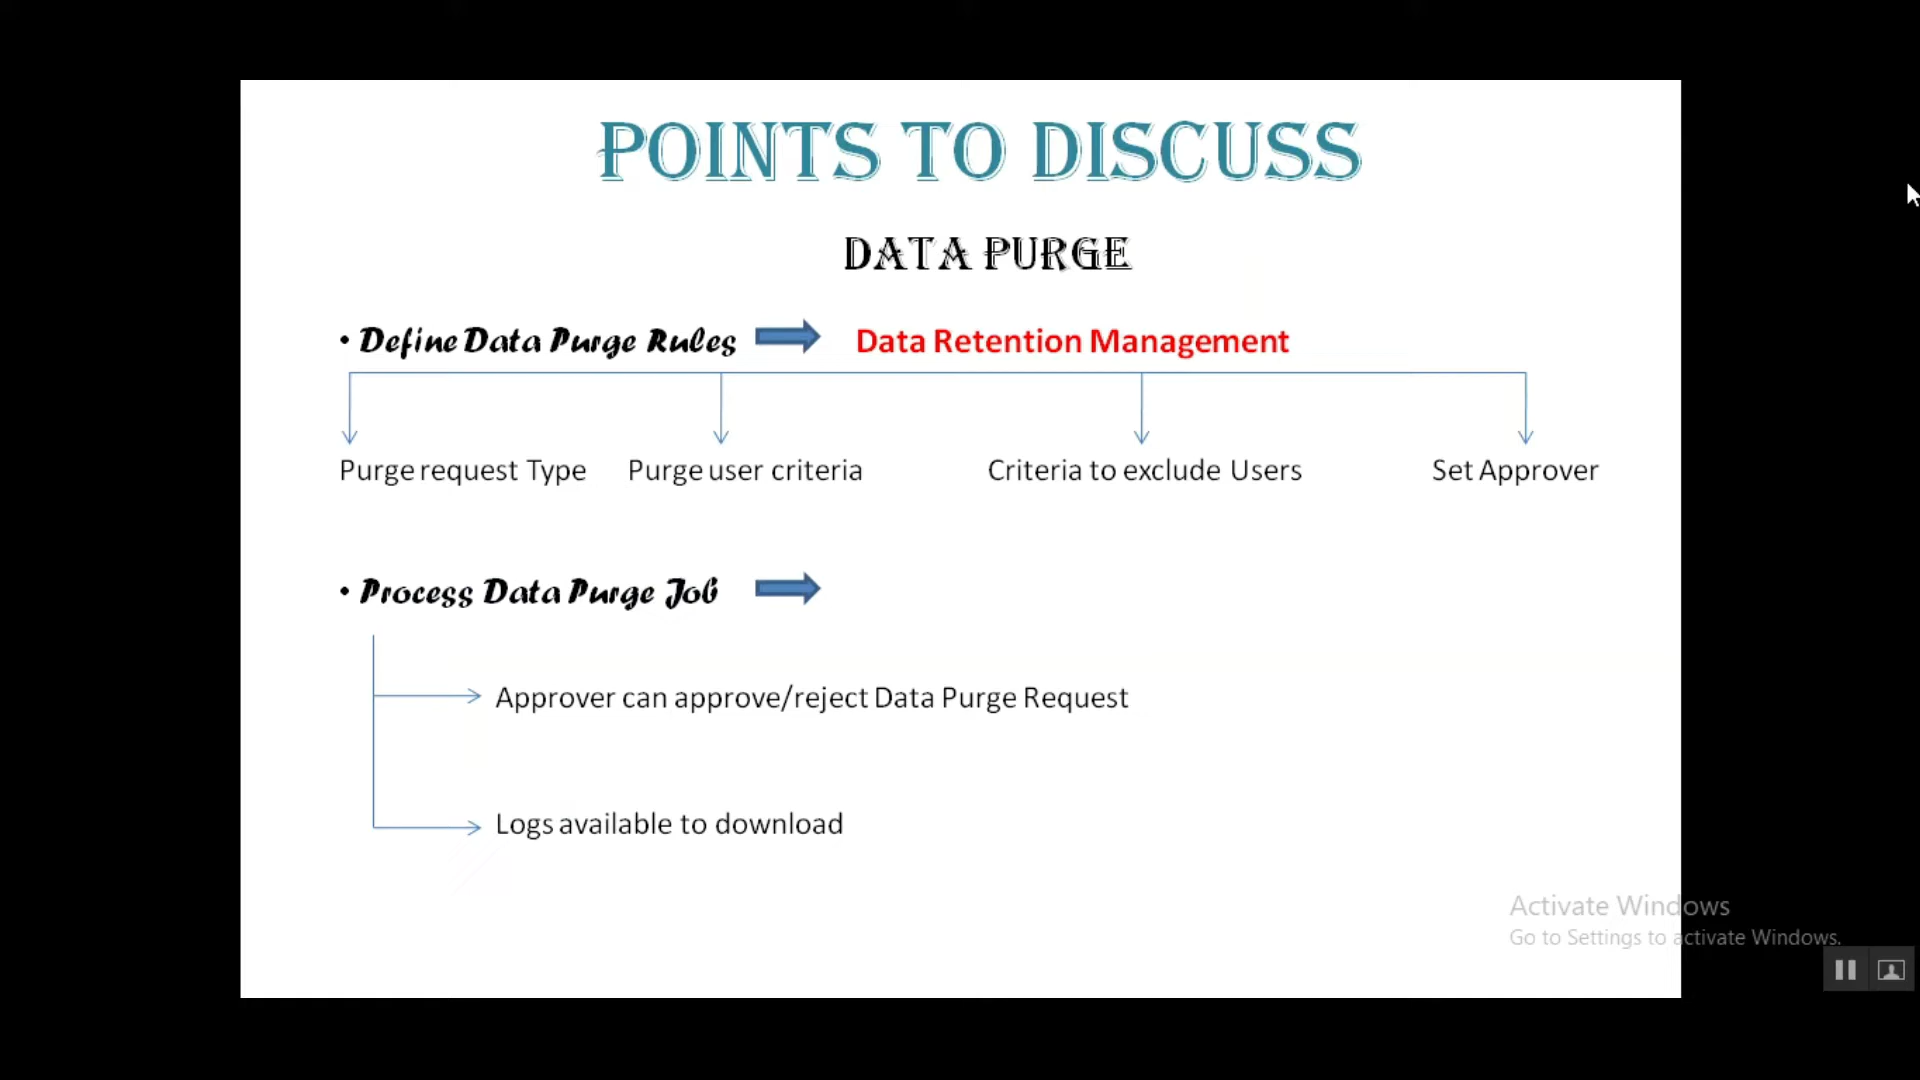 POINTS TO DISCUSS
DATA PURGE
• Define Data Purge Rules
Data Retention Management
Purge request Type
Purge user criteria
Criteria to exclude Users
Set Approver
• Process Data Purge Job
Approver can approve/reject Data Purge Request
Logs available to download
Activate Windows
Go to Settings to activate Windows.